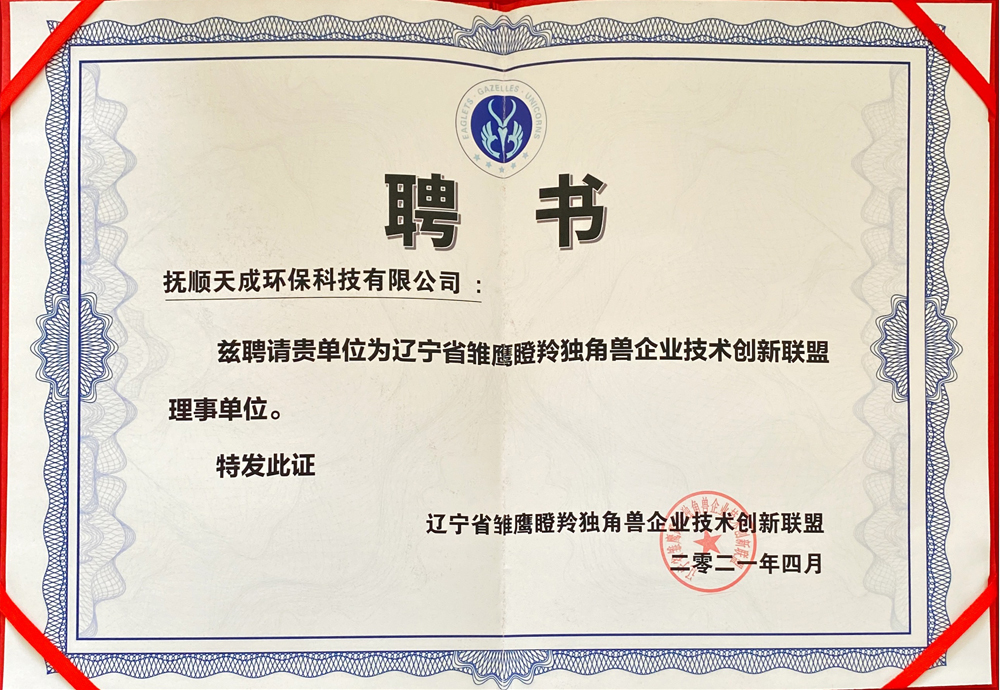 EAGLETS · GAZELLES · UNICORNS
聘 书
抚顺天成环保科技有限公司：
兹聘请贵单位为辽宁省雏鹰瞪羚独角兽企业技术创新联盟
理事单位。
特发此证
辽宁省雏鹰瞪羚独角兽企业技术创新联盟
二零二一年四月